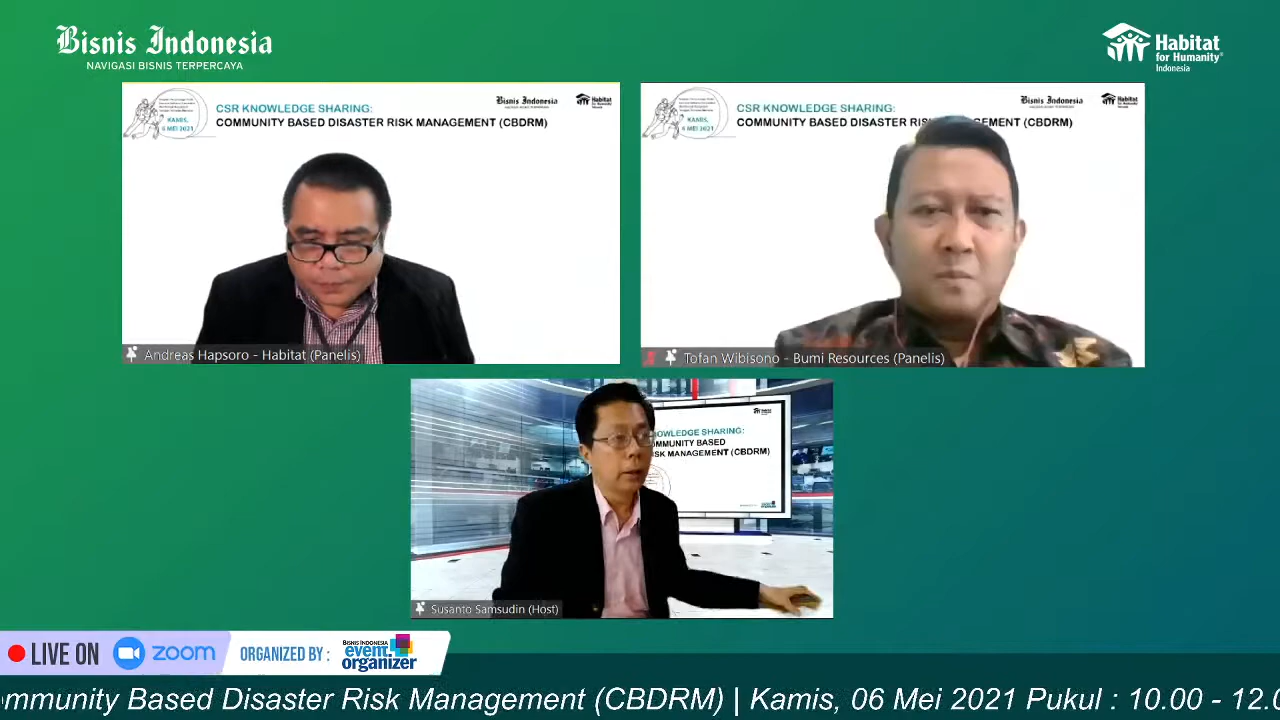 Bisnis Indonesia
NAVIGASI BISNIS TERPERCAYA
Habitat
for Humanity®
Indonesia
KAMIS,
6 MEI 2021
CSR KNOWLEDGE SHARING:
COMMUNITY BASED DISASTER RISK MANAGEMENT (CBDRM)
Bisnis Indonesia
Habitat
Andreas Hapsoro - Habitat (Panelis)
KAMIS,
6 MEI 2021
CSR KNOWLEDGE SHARING:
COMMUNITY BASED DISASTER RIS EMENT (CBDRM)
Bisnis Indonesia
Habitat
Tofan Wibisono - Bumi Resources (Panelis)
OWLEDGE SHARING:
OMMUNITY BASED
SK MANAGEMENT (CBDRM)
Susanto Samsudin (Host)
LIVE ON zoom ORGANIZED BY :
BISNIS INDONESIA
event
organizer
ommunity Based Disaster Risk Management (CBDRM) | Kamis, 06 Mei 2021 Pukul : 10.00 - 12.0